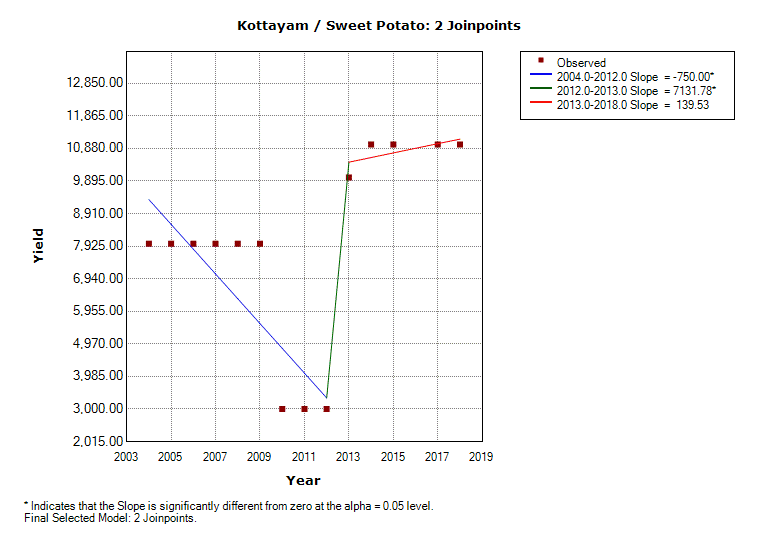 Kottayam / Sweet Potato: 2 Joinpoints
Observed
2004.0-2012.0 Slope = -750.00*
2012.0-2013.0 Slope = 7131.78*
2013.0-2018.0 Slope = 139.53
12,850.00
11,865.00
10,880.00
9,895.00
8,910.00
7,925.00
6,940.00
5,955.00
4,970.00
3,985.00
3,000.00
2,015.00
Yield
2003 2005 2007 2009 2011 2013 2015 2017 2019
Year
* Indicates that the Slope is significantly different from zero at the alpha = 0.05 level.
Final Selected Model: 2 Joinpoints.